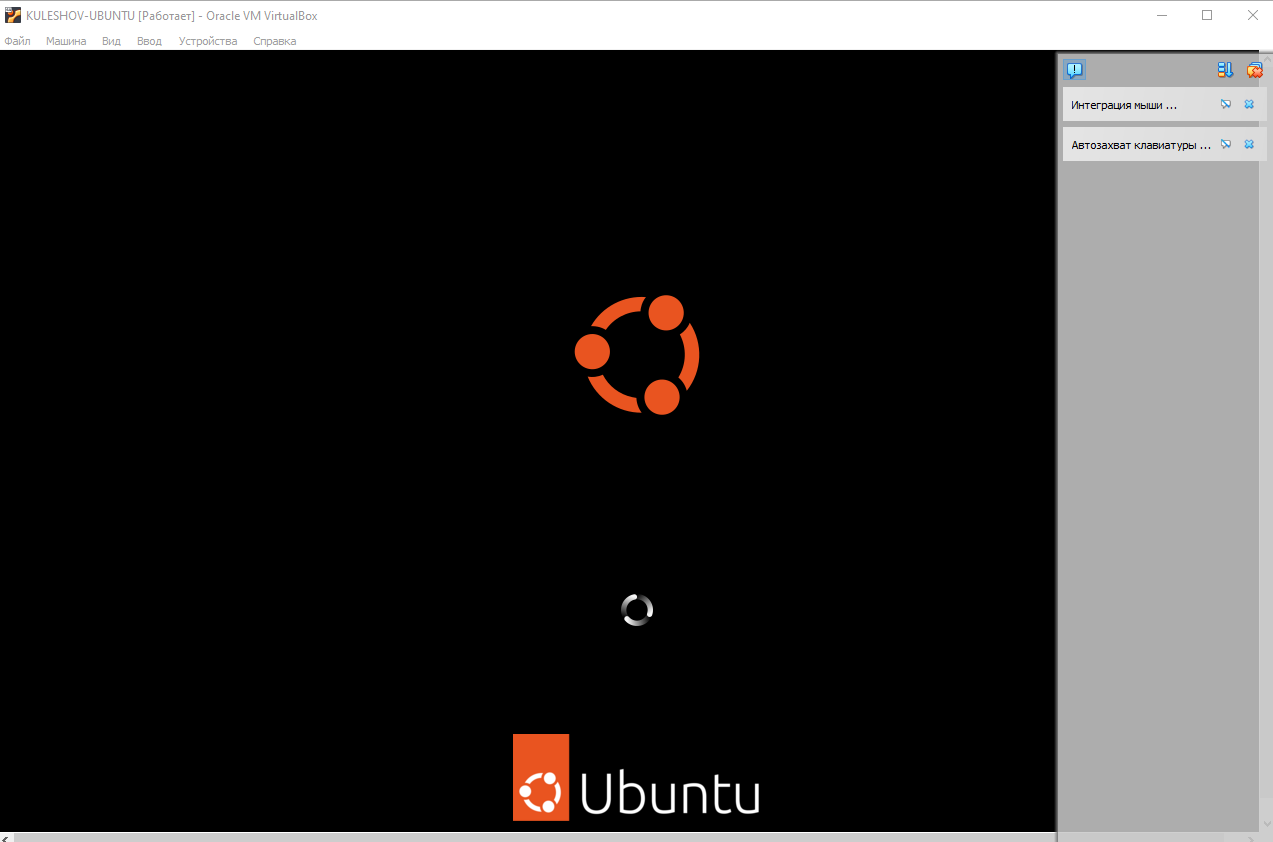 KULESHOV-UBUNTU [Работает] - Oracle VM VirtualBox
Файл Машина Вид Ввод Устройства Справка
Интеграция мыши ...
Автозахват клавиатуры ...
Ubuntu